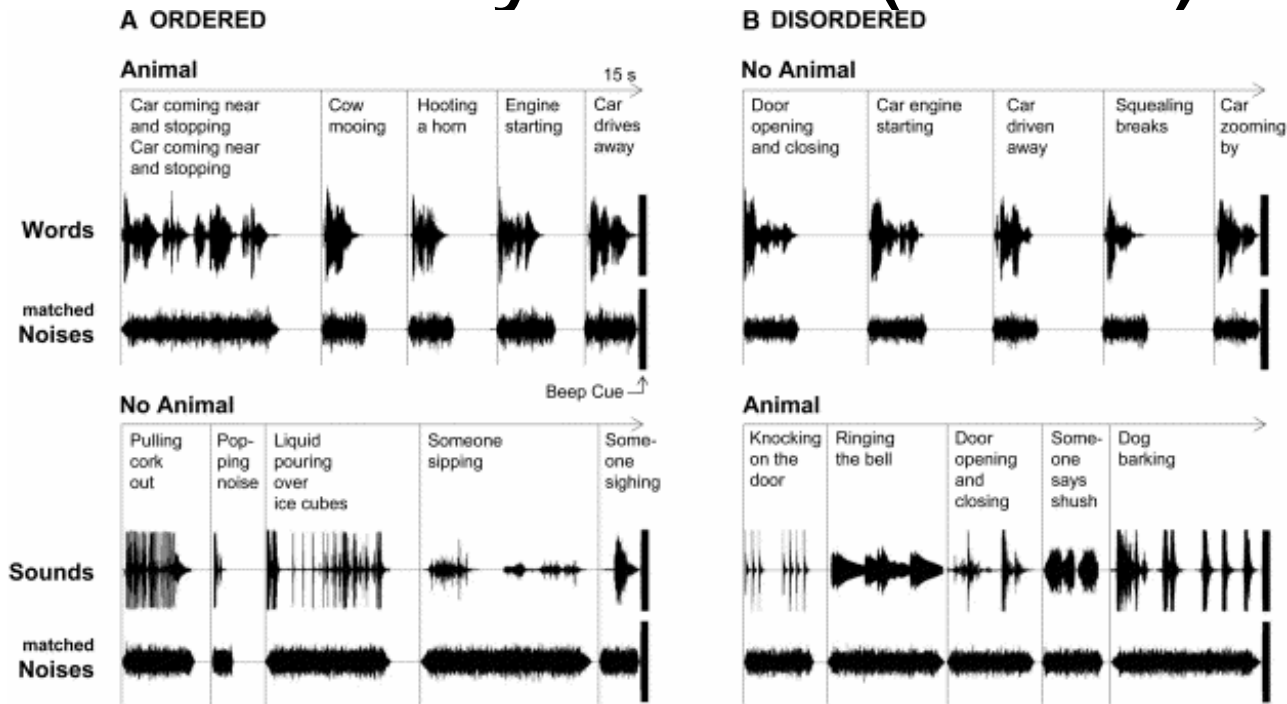 A ORDERED
Animal
15 s
Car coming near
and stopping
Car coming near
and stopping
Cow
mooing
Hooting
a horn
Engine
starting
Car
drives
away
Words
matched
Noises
Beep Cue
No Animal
Pulling
cork
out
Pop-
ping
noise
Liquid
pouring
over
ice cubes
Someone
sipping
Some-
one
sighing
Sounds
matched
Noises
B DISORDERED
No Animal
Door
opening
and closing
Car engine
starting
Car
driven
away
Squealing
breaks
Car
zooming
by
Animal
Knocking
on the
door
Ringing
the bell
Door
opening
and
closing
Some-
one
says
shush
Dog
barking